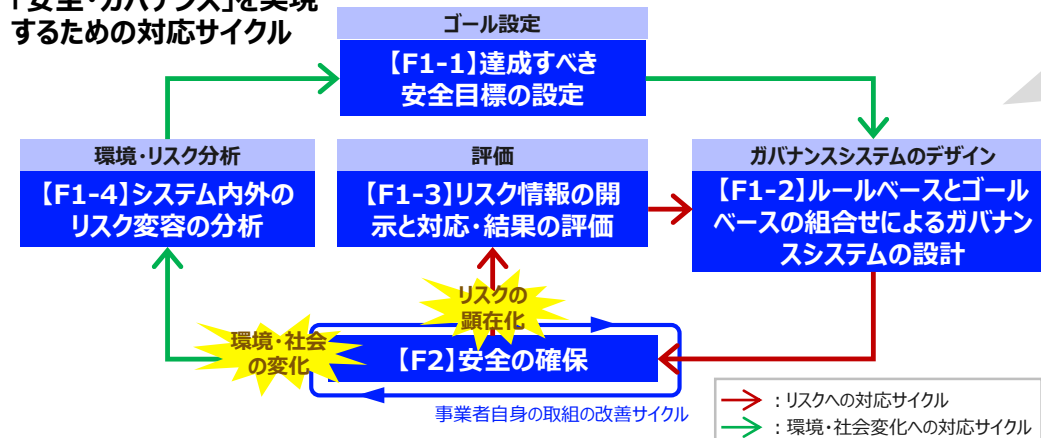 「安全・ガバナンス」を実現
するための対応サイクル
ゴール設定
【F1-1】達成すべき
安全目標の設定
環境・リスク分析
【F1-4】システム内外の
リスク変容の分析
評価
【F1-3】リスク情報の開
示と対応・結果の評価
ガバナンスシステムのデザイン
【F1-2】ルールベースとゴール
ベースの組合せによるガバナン
スシステムの設計
リスクの
顕在化
環境・社会
の変化
【F2】安全の確保
事業者自身の取組の改善サイクル
：リスクへの対応サイクル
：環境・社会変化への対応サイクル